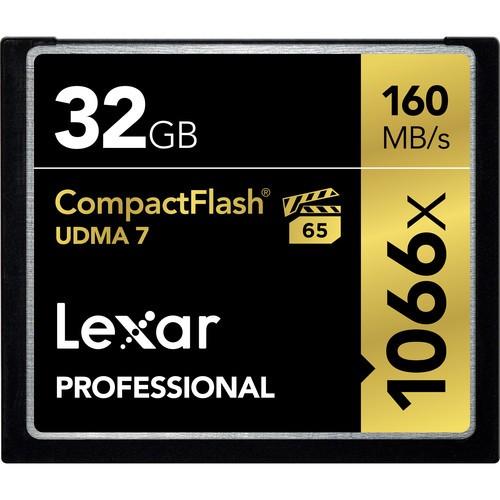 32GB
160
MB/s
CompactFlash®
UDMA 7
65
Lexar
PROFESSIONAL
1066x